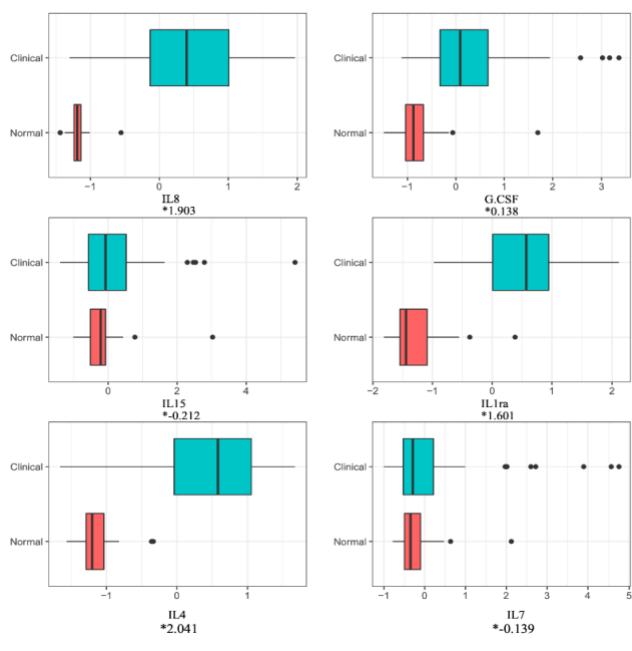 Clinical
Normal
−1 0 1 2
IL8
*1.903
Clinical
Normal
−1 0 1 2 3
G.CSF
*0.138
Clinical
Normal
0 2 4
IL15
*-0.212
Clinical
Normal
−2 −1 0 1 2
IL1ra
*1.601
Clinical
Normal
−1 0 1
IL4
*2.041
Clinical
Normal
−1 0 1 2 3 4 5
IL7
*-0.139